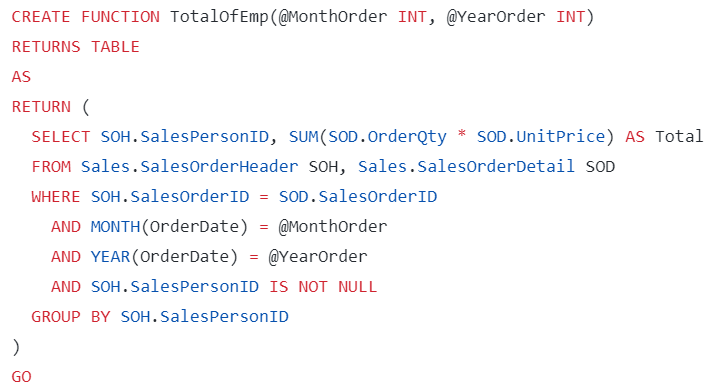 CREATE FUNCTION TotalOfEmp(@MonthOrder INT, @YearOrder INT)
RETURNS TABLE
AS
RETURN (
  SELECT SOH.SalesPersonID, SUM(SOD.OrderQty * SOD.UnitPrice) AS Total
  FROM Sales.SalesOrderHeader SOH, Sales.SalesOrderDetail SOD
  WHERE SOH.SalesOrderID = SOD.SalesOrderID
    AND MONTH(OrderDate) = @MonthOrder
    AND YEAR(OrderDate) = @YearOrder
    AND SOH.SalesPersonID IS NOT NULL
  GROUP BY SOH.SalesPersonID
)
GO